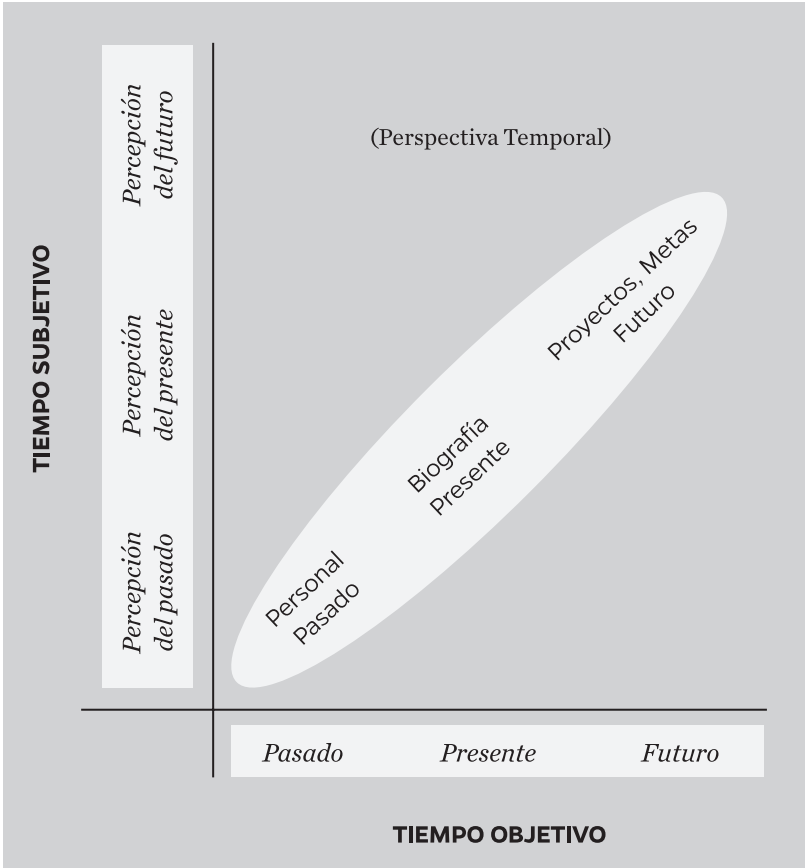 TIEMPO SUBJETIVO
Percepción
del futuro
Percepción
del presente
Percepción
del pasado
(Perspectiva Temporal)
Proyectos, Metas
Futuro
Biografía
Presente
Personal
Pasado
Pasado
Presente
Futuro
TIEMPO OBJETIVO